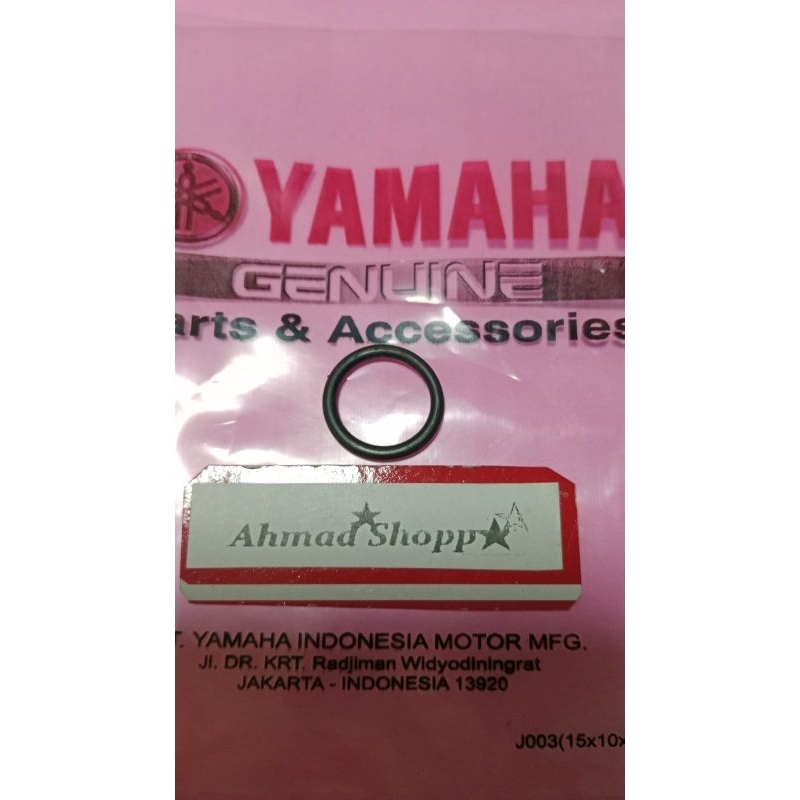 YAMAHA
GENUINE
arts & Accessories
Ahmad Shopp
T. YAMAHA INDONESIA MOTOR MFG.
Jl. DR. KRT. Radjiman Widyodiningrat
JAKARTA - INDONESIA 13920
J003(15x10x